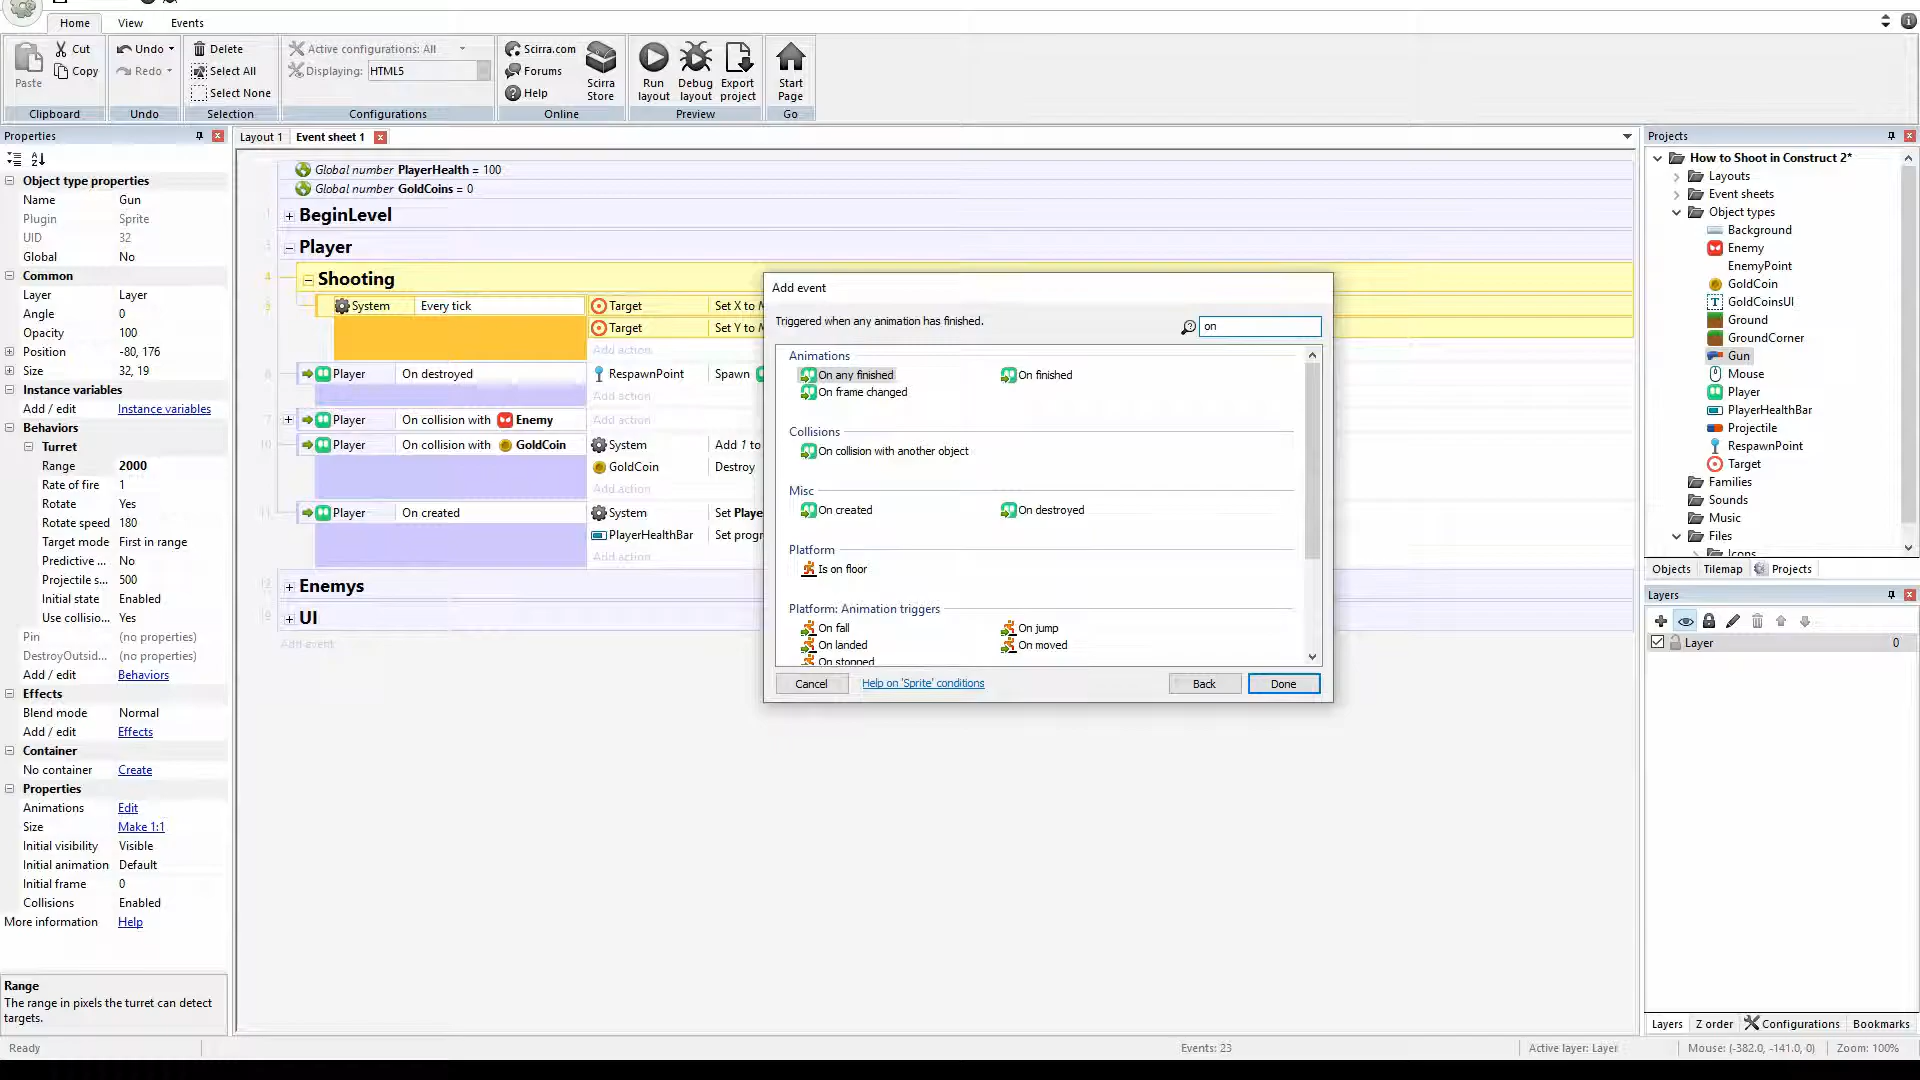 Home View Events
Cut
Copy
Paste
Clipboard
Undo
Redo
Undo
Delete
Select All
Select None
Selection
Active configurations: All
Displaying: HTML5
Configurations
Scirra.com
Forums
Help
Scirra Store
Online
Run layout
Debug layout
Export project
Preview
Start Page
Go
Properties
Object type properties
Name Gun
Plugin Sprite
UID 32
Global No
Common
Layer Layer
Angle 0
Opacity 100
Position -80, 176
Size 32, 19
Instance variables
Add / edit Instance variables
Behaviors
Turret
Range 2000
Rate of fire 1
Rotate Yes
Rotate speed 180
Target mode First in range
Predictive ... No
Projectile s... 500
Initial state Enabled
Use collisio... Yes
Pin (no properties)
DestroyOutsid... (no properties)
Add / edit Behaviors
Effects
Blend mode Normal
Add / edit Effects
Container
No container Create
Properties
Animations Edit
Size Make 1:1
Initial visibility Visible
Initial animation Default
Initial frame 0
Collisions Enabled
More information Help
Range
The range in pixels the turret can detect
targets.
Layout 1 Event sheet 1
Global number PlayerHealth = 100
Global number GoldCoins = 0
BeginLevel
Player
Shooting
System Every tick Target Set X to M
Target Set Y to M
Add action
Player On destroyed RespawnPoint Spawn
Add action
Player On collision with Enemy Add action
Player On collision with GoldCoin System Add 1 to
GoldCoin Destroy
Add action
Player On created System Set Playe
PlayerHealthBar Set progr
Add action
Enemys
UI
Add event
Add event
Triggered when any animation has finished.
on
Animations
On any finished On finished
On frame changed
Collisions
On collision with another object
Misc
On created On destroyed
Platform
Is on floor
Platform: Animation triggers
On fall On jump
On landed On moved
On stopped
Cancel Help on 'Sprite' conditions Back Done
Projects
How to Shoot in Construct 2*
Layouts
Event sheets
Object types
Background
Enemy
EnemyPoint
GoldCoin
GoldCoinsUI
Ground
GroundCorner
Gun
Mouse
Player
PlayerHealthBar
Projectile
RespawnPoint
Target
Families
Sounds
Music
Files
Icons
Objects Tilemap Projects
Layers
Layer 0
Layers Z order Configurations Bookmarks
Ready Events: 23 Active layer: Layer Mouse: (-382.0, -141.0, 0) Zoom: 100%